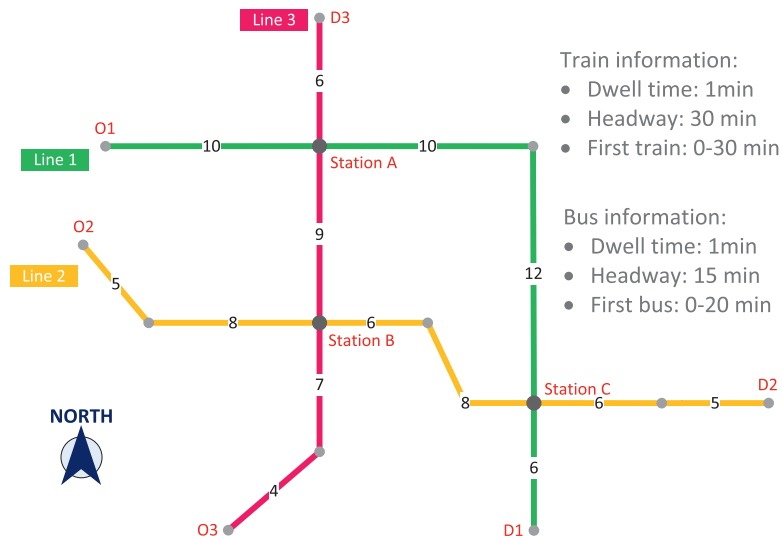 Line 3
D3
6
Train information:
• Dwell time: 1min
• Headway: 30 min
• First train: 0-30 min
O1
10
10
Line 1
Station A
O2
9
Bus information:
• Dwell time: 1min
• Headway: 15 min
• First bus: 0-20 min
Line 2
5
12
8
6
Station B
7
Station C
D2
8
6
5
NORTH
6
4
O3
D1